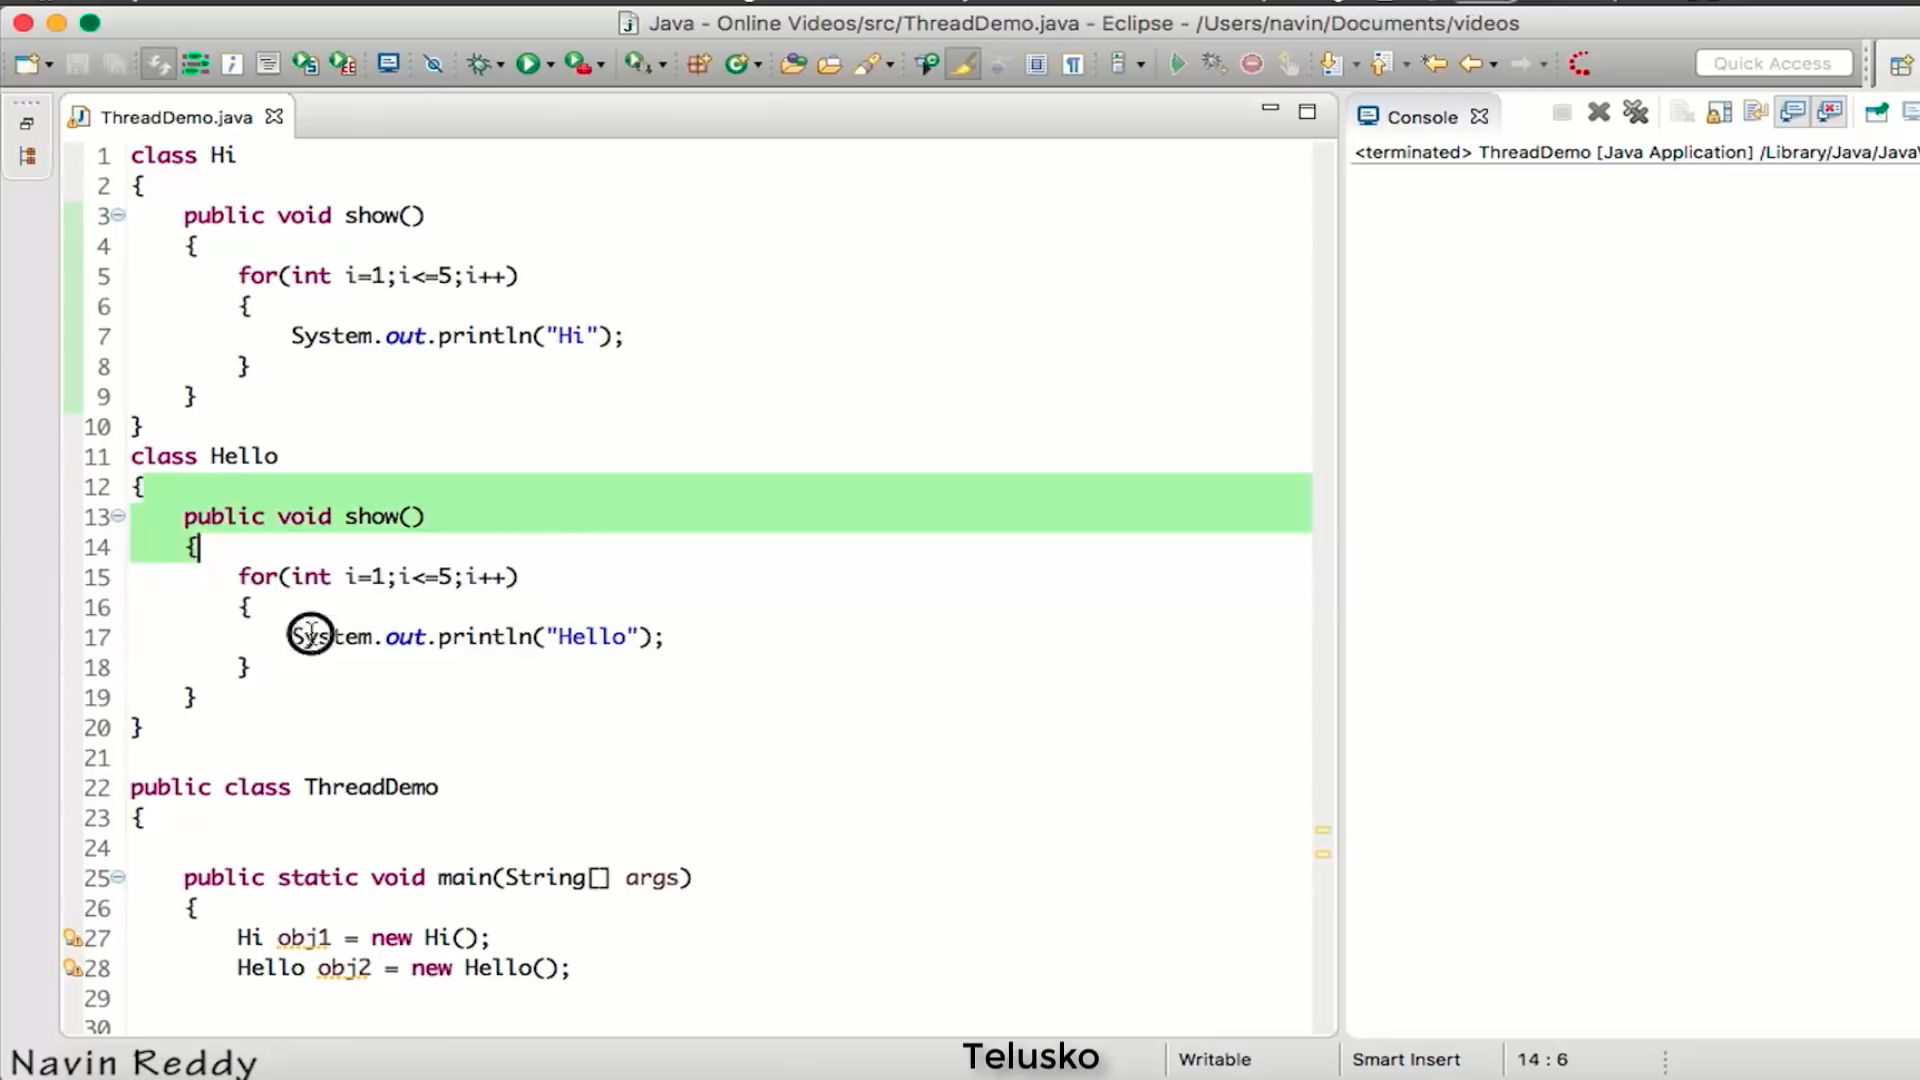 Java - Online Videos/src/ThreadDemo.java - Eclipse - /Users/navin/Documents/videos
Quick Access
ThreadDemo.java
1 class Hi
2 {
3 public void show()
4 {
5 for(int i=1;i<=5;i++)
6 {
7 System.out.println("Hi");
8 }
9 }
10 }
11 class Hello
12 {
13 public void show()
14 {
15 for(int i=1;i<=5;i++)
16 {
17 System.out.println("Hello");
18 }
19 }
20 }
21
22 public class ThreadDemo
23 {
24
25 public static void main(String[] args)
26 {
27 Hi obj1 = new Hi();
28 Hello obj2 = new Hello();
29
30
Console
<terminated> ThreadDemo [Java Application] /Library/Java/Java
Navin Reddy
Telusko
Writable
Smart Insert
14 : 6